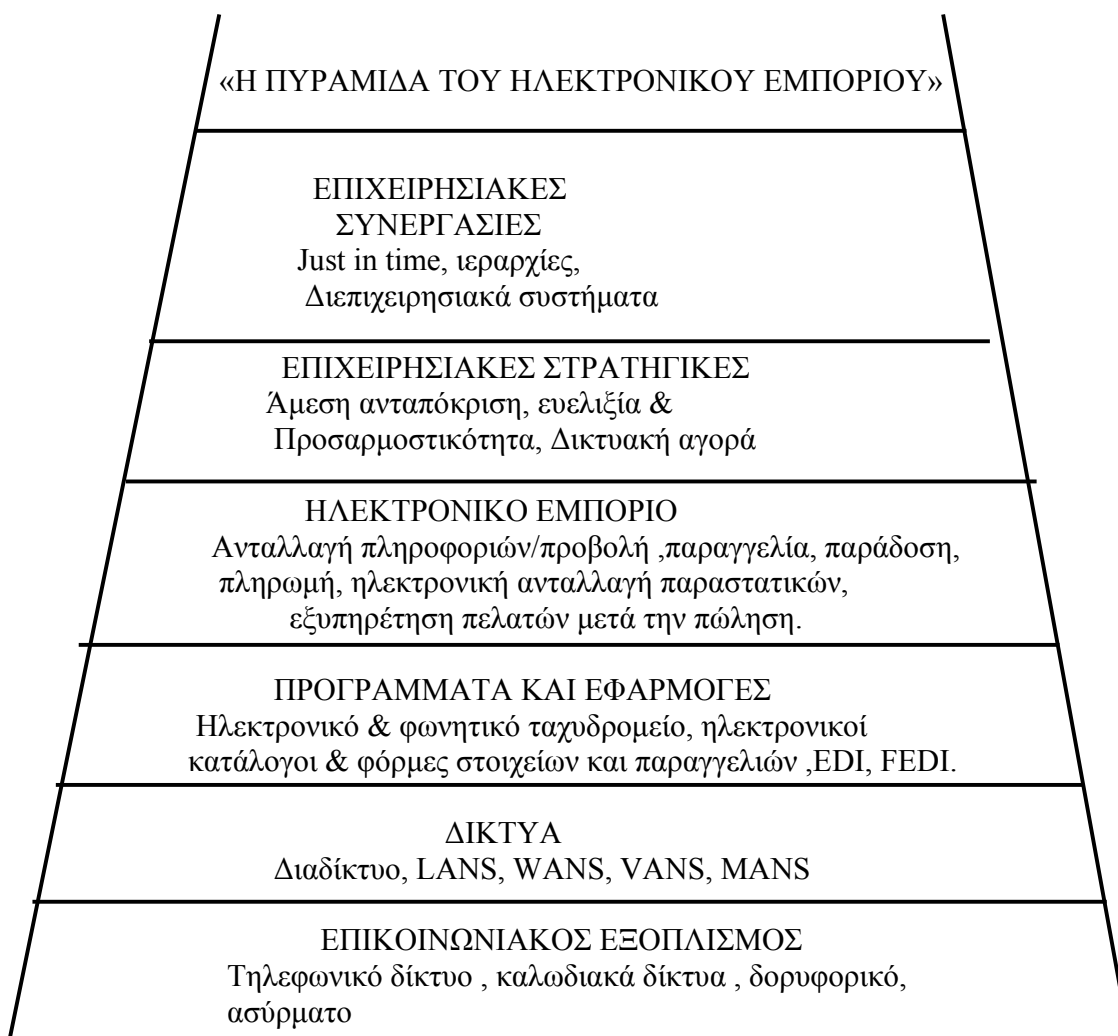 «Η ΠΥΡΑΜΙΔΑ ΤΟΥ ΗΛΕΚΤΡΟΝΙΚΟΥ ΕΜΠΟΡΙΟΥ»
ΕΠΙΧΕΙΡΗΣΙΑΚΕΣ
ΣΥΝΕΡΓΑΣΙΕΣ
Just in time, ιεραρχίες,
Διεπιχειρησιακά συστήματα
ΕΠΙΧΕΙΡΗΣΙΑΚΕΣ ΣΤΡΑΤΗΓΙΚΕΣ
Άμεση ανταπόκριση, ευελιξία &
Προσαρμοστικότητα, Δικτυακή αγορά
ΗΛΕΚΤΡΟΝΙΚΟ ΕΜΠΟΡΙΟ
Ανταλλαγή πληροφοριών/προβολή ,παραγγελία, παράδοση,
πληρωμή, ηλεκτρονική ανταλλαγή παραστατικών,
εξυπηρέτηση πελατών μετά την πώληση.
ΠΡΟΓΡΑΜΜΑΤΑ ΚΑΙ ΕΦΑΡΜΟΓΕΣ
Ηλεκτρονικό & φωνητικό ταχυδρομείο, ηλεκτρονικοί
κατάλογοι & φόρμες στοιχείων και παραγγελιών ,EDI, FEDI.
ΔΙΚΤΥΑ
Διαδίκτυο, LANS, WANS, VANS, MANS
ΕΠΙΚΟΙΝΩΝΙΑΚΟΣ ΕΞΟΠΛΙΣΜΟΣ
Τηλεφωνικό δίκτυο , καλωδιακά δίκτυα , δορυφορικό,
ασύρματο